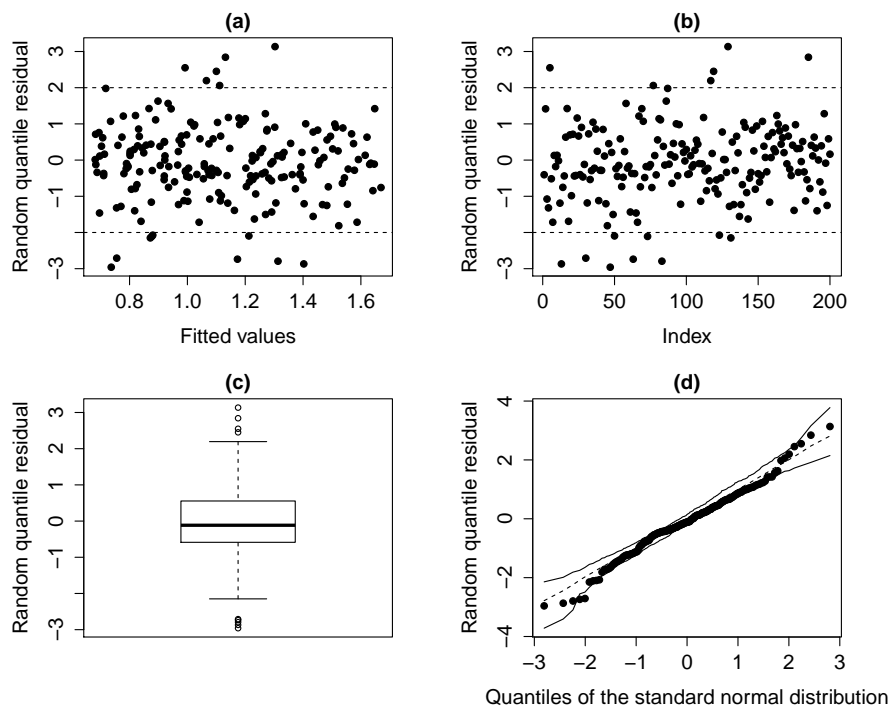 (a)
Random quantile residual
3
2
1
0
−1
−3
0.8 1.0 1.2 1.4 1.6
Fitted values
(b)
Random quantile residual
3
2
1
0
−1
−3
0 50 100 150 200
Index
(c)
Random quantile residual
3
2
1
0
−1
−3
(d)
Random quantile residual
4
2
0
−2
−4
−3 −2 −1 0 1 2 3
Quantiles of the standard normal distribution